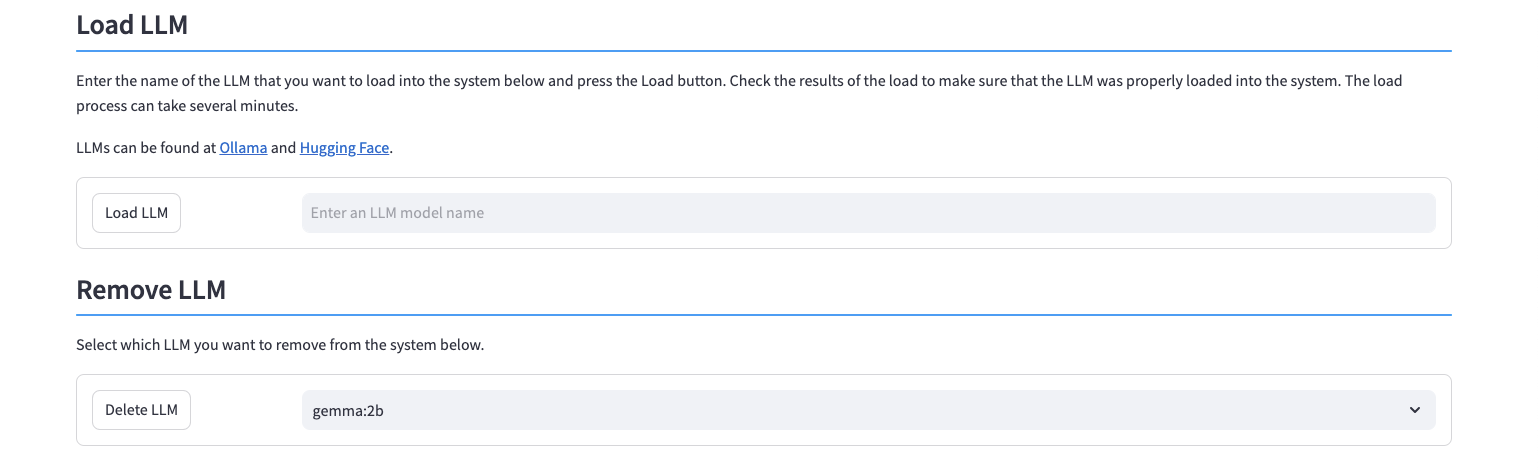 Load LLM
Enter the name of the LLM that you want to load into the system below and press the Load button. Check the results of the load to make sure that the LLM was properly loaded into the system. The load
process can take several minutes.
LLMs can be found at Ollama and Hugging Face.
Load LLM
Enter an LLM model name
Remove LLM
Select which LLM you want to remove from the system below.
Delete LLM
gemma:2b